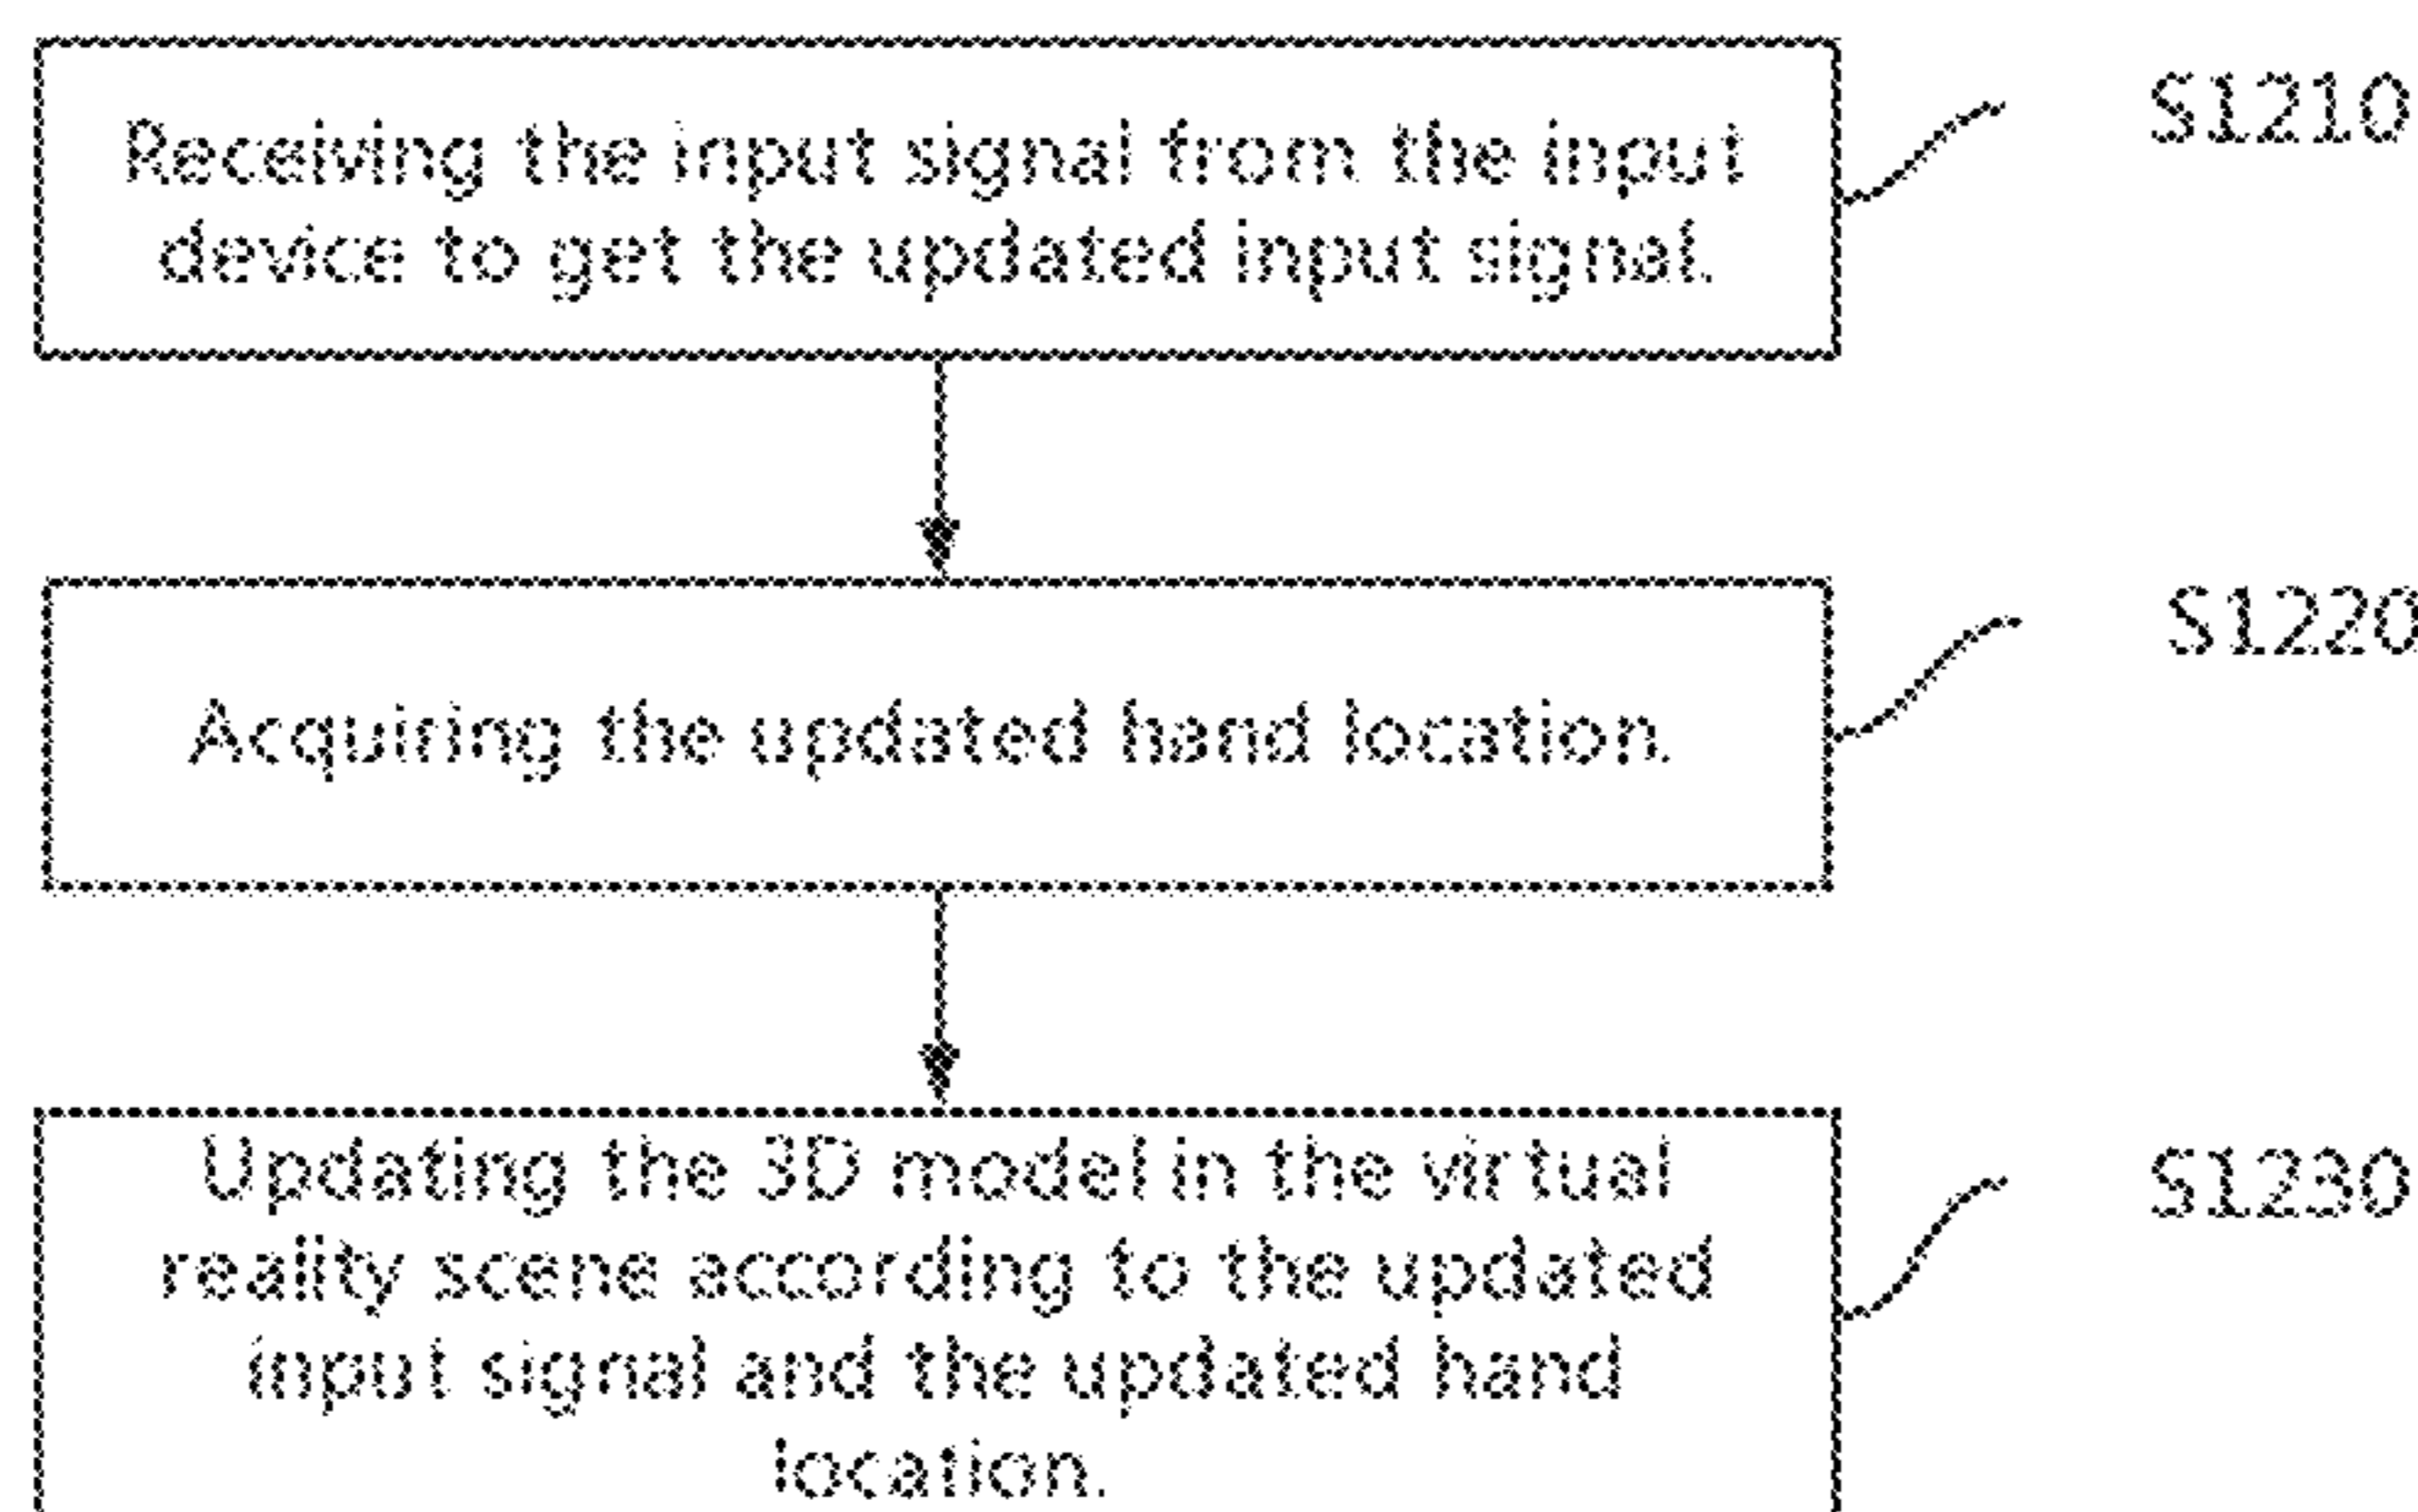 Receiving the input signal from the input
device to get the updated input signal.
S1210
Acquiring the updated hand location.
S1220
Updating the 3D model in the virtual
reality scene according to the updated
input signal and the updated hand
location.
S1230